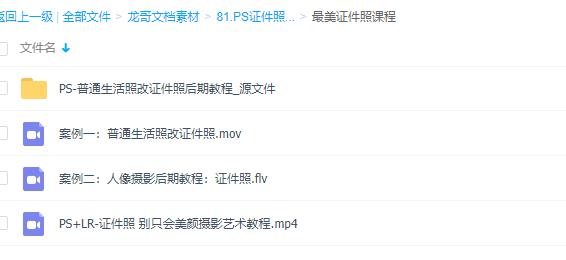 返回上一级 | 全部文件 > 龙哥文档素材 > 81.PS证件照... > 最美证件照课程
文件名
PS-普通生活照改证件照后期教程_源文件
案例一：普通生活照改证件照.mov
案例二：人像摄影后期教程：证件照.flv
PS+LR-证件照 别只会美颜摄影艺术教程.mp4